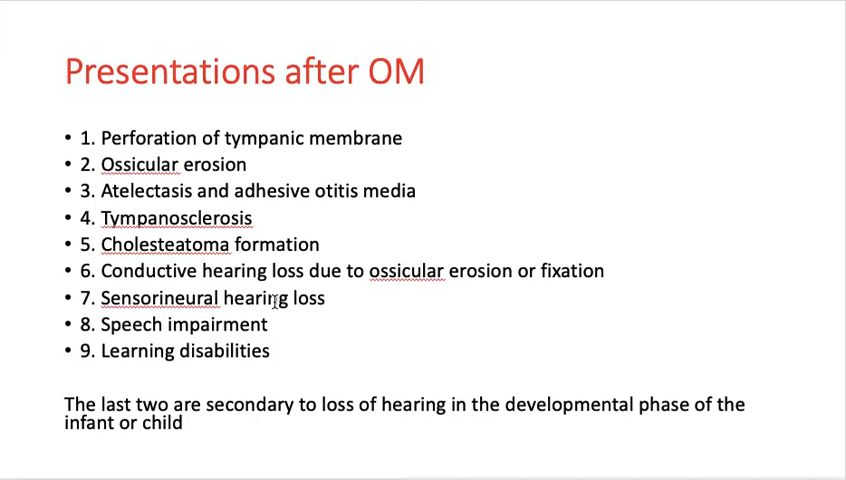 Presentations after OM
• 1. Perforation of tympanic membrane
• 2. Ossicular erosion
• 3. Atelectasis and adhesive otitis media
• 4. Tympanosclerosis
• 5. Cholesteatoma formation
• 6. Conductive hearing loss due to ossicular erosion or fixation
• 7. Sensorineural hearing loss
• 8. Speech impairment
• 9. Learning disabilities
The last two are secondary to loss of hearing in the developmental phase of the
infant or child